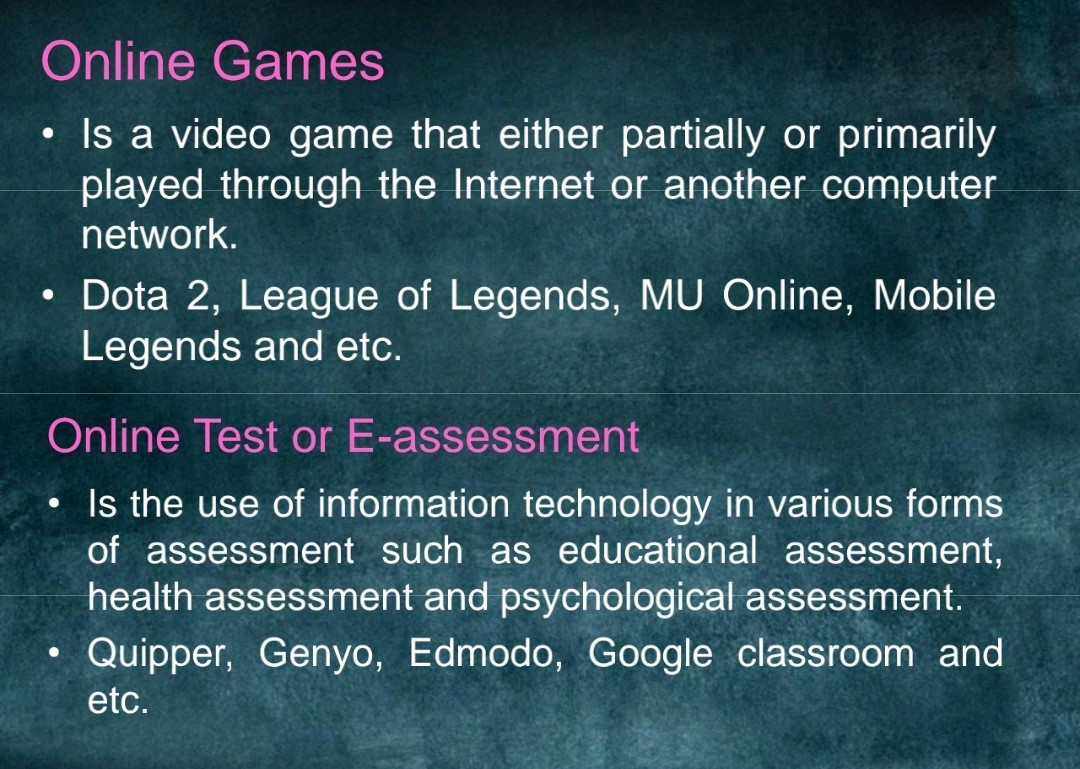 Online Games
• Is a video game that either partially or primarily
played through the Internet or another computer
network.
• Dota 2, League of Legends, MU Online, Mobile
Legends and etc.
Online Test or E-assessment
• Is the use of information technology in various forms
of assessment such as educational assessment,
health assessment and psychological assessment.
• Quipper, Genyo, Edmodo, Google classroom and
etc.